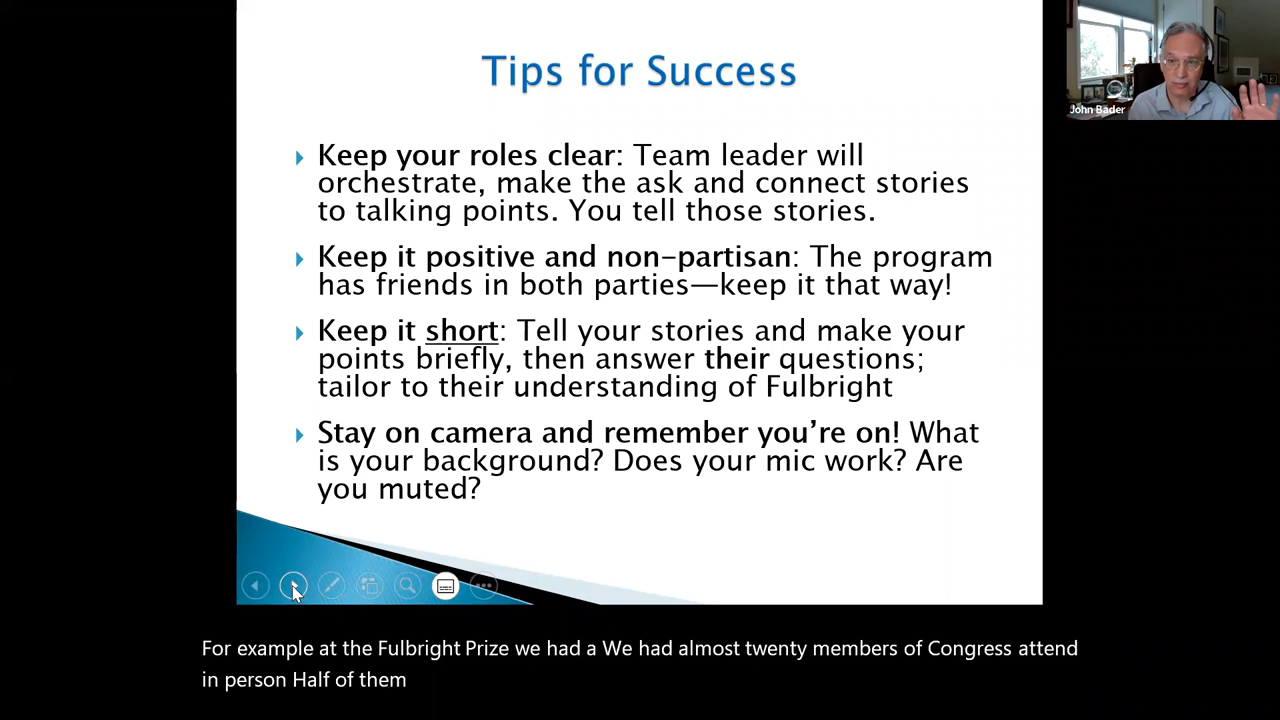 Tips for Success
John Bader
Keep your roles clear: Team leader will
orchestrate, make the ask and connect stories
to talking points. You tell those stories.
Keep it positive and non-partisan: The program
has friends in both parties—keep it that way!
Keep it short: Tell your stories and make your
points briefly, then answer their questions;
tailor to their understanding of Fulbright
Stay on camera and remember you’re on! What
is your background? Does your mic work? Are
you muted?
For example at the Fulbright Prize we had a We had almost twenty members of Congress attend
in person Half of them